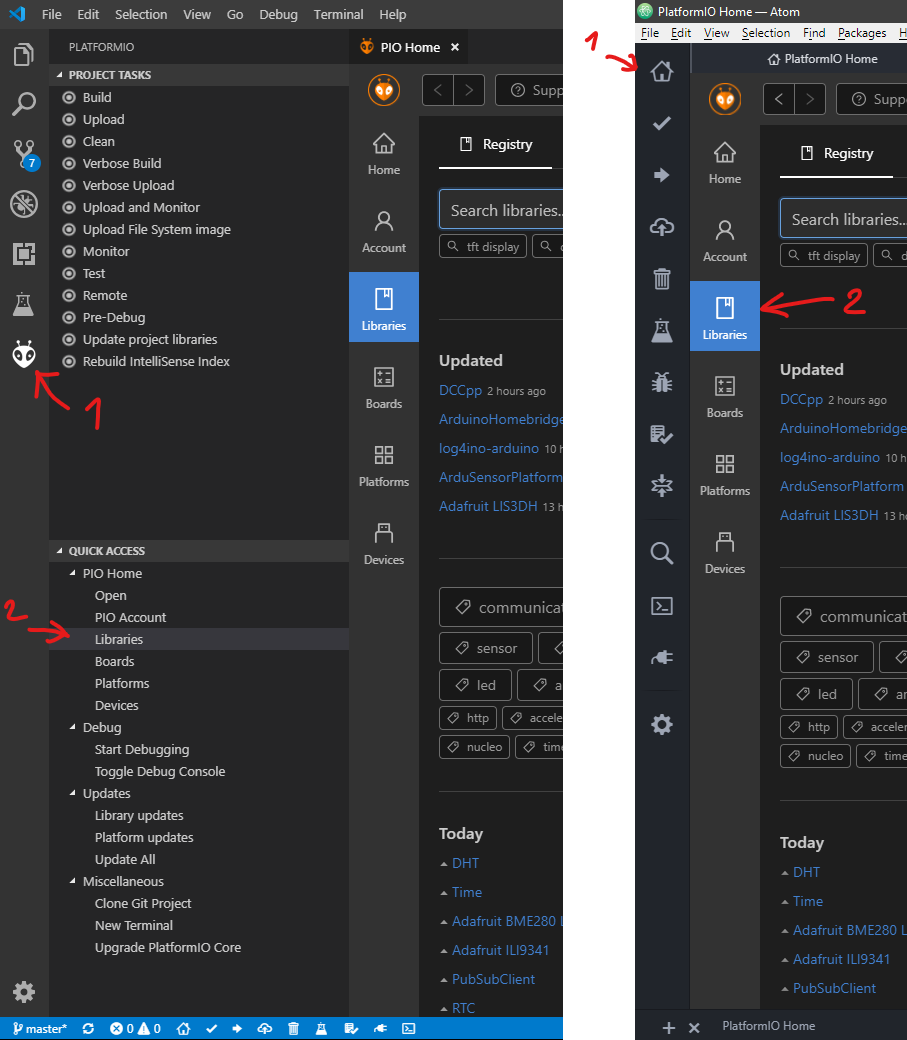 File Edit Selection View Go Debug Terminal Help
PLATFORMIO
PROJECT TASKS
Build
Upload
Clean
Verbose Build
Verbose Upload
Upload and Monitor
Upload File System image
Monitor
Test
Remote
Pre-Debug
Update project libraries
Rebuild IntelliSense Index
7
1
QUICK ACCESS
PIO Home
Open
PIO Account
2
Libraries
Boards
Platforms
Devices
Debug
Start Debugging
Toggle Debug Console
Updates
Library updates
Platform updates
Update All
Miscellaneous
Clone Git Project
New Terminal
Upgrade PlatformIO Core
PIO Home ×
Supp
Home
Account
Libraries
Boards
Platforms
Devices
Registry
Search libraries..
tft display
Updated
DCCpp 2 hours ago
ArduinoHomebridge
log4ino-arduino 10 h
ArduSensorPlatform
Adafruit LIS3DH 13 h
communicat
sensor
led a
http accele
nucleo time
Today
DHT
Time
Adafruit BME280 L
Adafruit ILI9341
PubSubClient
RTC
master* 0 0
PlatformIO Home — Atom
File Edit View Selection Find Packages H
1
PlatformIO Home
Supp
Home
Account
Libraries
2
Boards
Platforms
Devices
Registry
Search libraries...
tft display d
Updated
DCCpp 2 hours ago
ArduinoHomebridge
log4ino-arduino 10 h
ArduSensorPlatform
Adafruit LIS3DH 13 h
communicat
sensor
led ar
http acceler
nucleo time
Today
DHT
Time
Adafruit BME280 L
Adafruit ILI9341
PubSubClient
PlatformIO Home